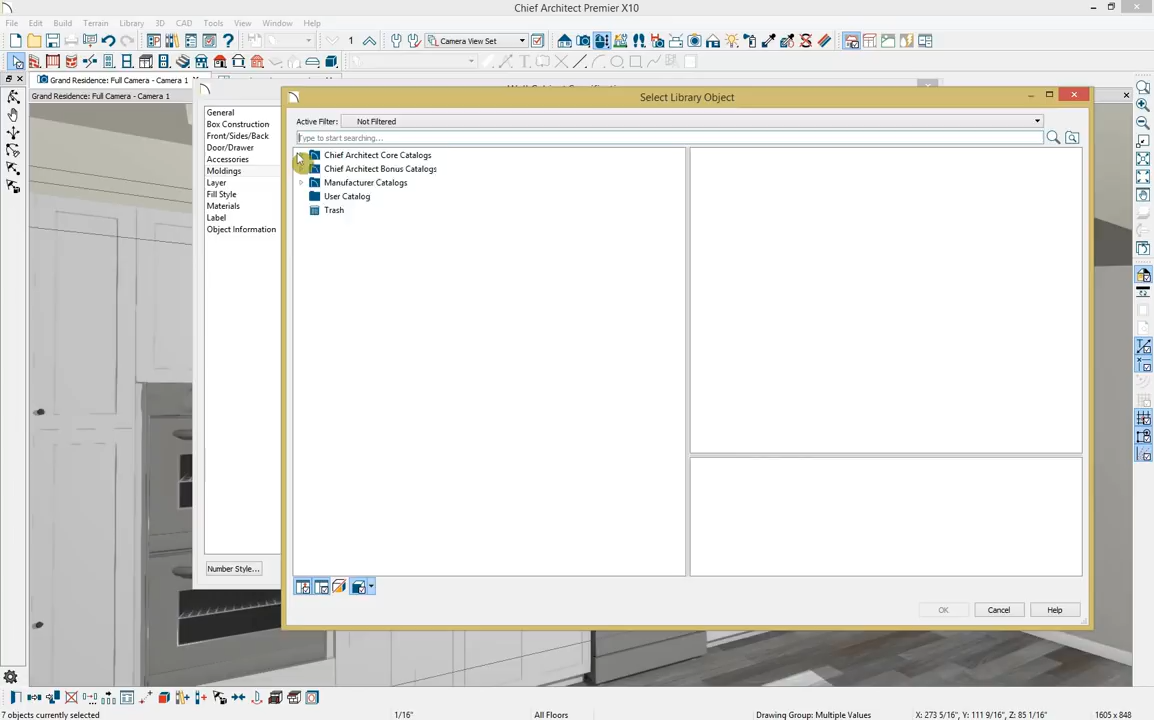 Chief Architect Premier X10
File Edit Build Terrain Library 3D CAD Tools View Window Help
1 Camera View Set
Grand Residence: Full Camera - Camera 1
Grand Residence: Full Camera - Camera 1
Select Library Object
General
Box Construction
Front/Sides/Back
Door/Drawer
Accessories
Moldings
Layer
Fill Style
Materials
Label
Object Information
Number Style...
Active Filter: Not Filtered
Type to start searching...
Chief Architect Core Catalogs
Chief Architect Bonus Catalogs
Manufacturer Catalogs
User Catalog
Trash
OK Cancel Help
7 objects currently selected 1/16" All Floors Drawing Group: Multiple Values X: 273 5/16", Y: 111 9/16", Z: 85 1/16" 1605 x 848